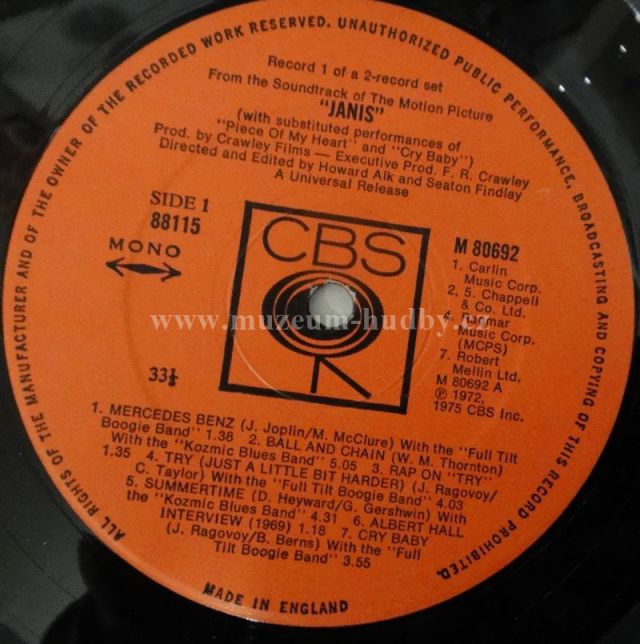 ALL RIGHTS OF THE MANUFACTURER AND OF THE OWNER OF THE RECORDED WORK RESERVED. UNAUTHORIZED PUBLIC PERFORMANCE, BROADCASTING AND COPYING OF THIS RECORD PROHIBITED.
Record 1 of a 2-record set
From the Soundtrack of The Motion Picture
"JANIS"
(with substituted performances of
"Piece Of My Heart" and "Cry Baby")
Prod. by Crawley Films — Executive Prod. F. R. Crawley
Directed and Edited by Howard Alk and Seaton Findlay
A Universal Release
SIDE 1
88115
MONO
33⅓
CBS
M 80692
1. Carlin
Music Corp.
2, 5. Chappell
& Co. Ltd.
4. Ragmar
Music Corp.
(MCPS)
7. Robert
Mellin Ltd.
M 80692 A
℗ 1972,
1975 CBS Inc.
www.muzeum-hudby.cz
1. MERCEDES BENZ (J. Joplin/M. McClure) With the "Full Tilt
Boogie Band" 1.38 2. BALL AND CHAIN (W. M. Thornton)
With the "Kozmic Blues Band" 5.05 3. RAP ON "TRY"
1.35 4. TRY (JUST A LITTLE BIT HARDER) (J. Ragovoy/
C. Taylor) With the "Full Tilt Boogie Band" 4.03
5. SUMMERTIME (D. Heyward/G. Gershwin) With
the "Kozmic Blues Band" 4.31 6. ALBERT HALL
INTERVIEW (1969) 1.18 7. CRY BABY
(J. Ragovoy/B. Berns) With the "Full
Tilt Boogie Band" 3.55
MADE IN ENGLAND